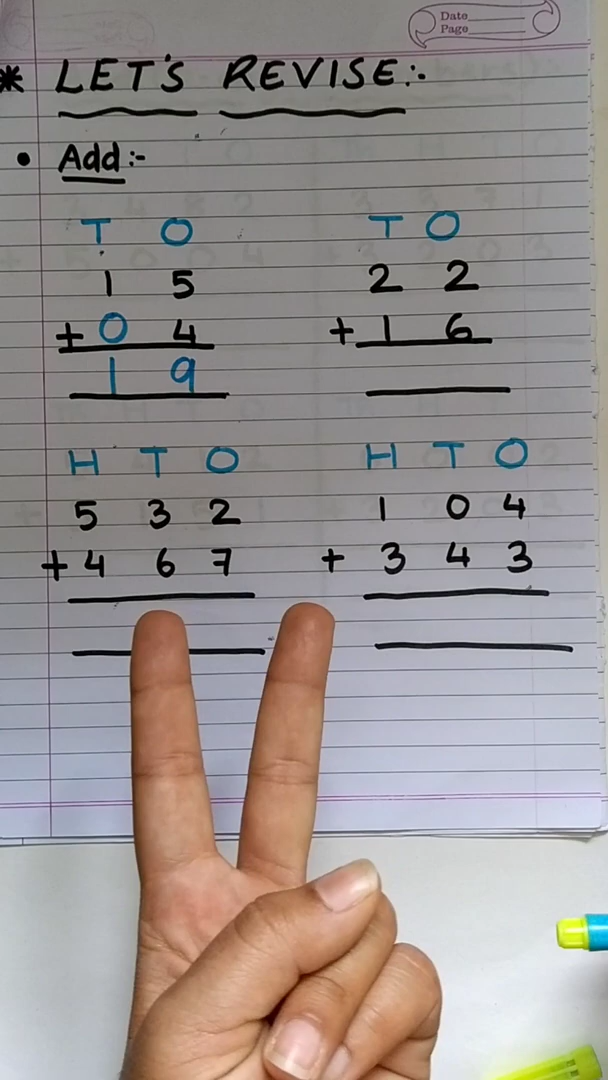 Date
Page
* LET'S REVISE:-
• Add:-
T O
1 5
+ 0 4
1 9
T O
2 2
+ 1 6
H T O
5 3 2
+ 4 6 7
H T O
1 0 4
+ 3 4 3